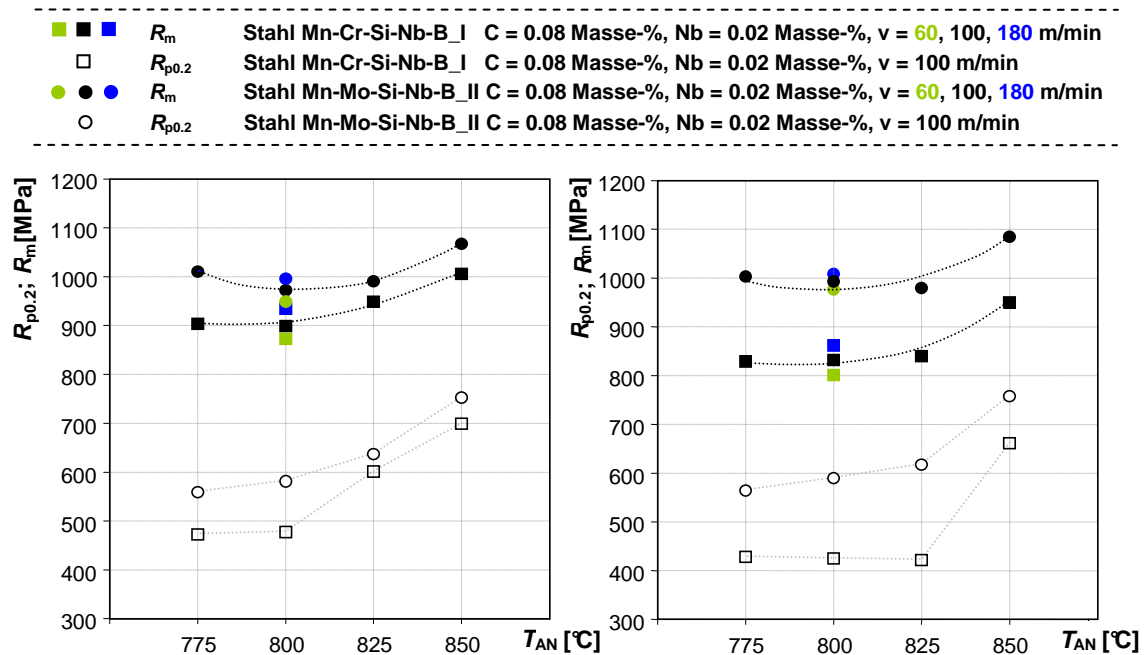 Rm Stahl Mn-Cr-Si-Nb-B_I C = 0.08 Masse-%, Nb = 0.02 Masse-%, v = 60, 100, 180 m/min
Rp0.2 Stahl Mn-Cr-Si-Nb-B_I C = 0.08 Masse-%, Nb = 0.02 Masse-%, v = 100 m/min
Rm Stahl Mn-Mo-Si-Nb-B_II C = 0.08 Masse-%, Nb = 0.02 Masse-%, v = 60, 100, 180 m/min
Rp0.2 Stahl Mn-Mo-Si-Nb-B_II C = 0.08 Masse-%, Nb = 0.02 Masse-%, v = 100 m/min
Rp0.2; Rm [MPa]
1200
1100
1000
900
800
700
600
500
400
300
775 800 825 850 TAN [°C]
Rp0.2; Rm [MPa]
1200
1100
1000
900
800
700
600
500
400
300
775 800 825 850 TAN [°C]